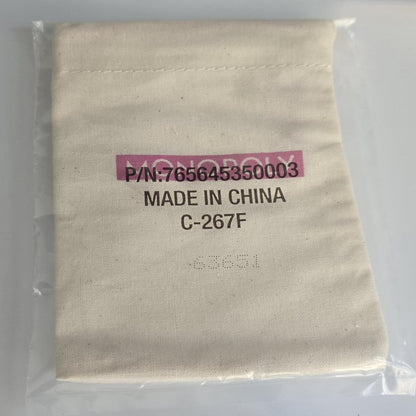 MONOPOLY
P/N:765645350003
MADE IN CHINA
C-267F
63651